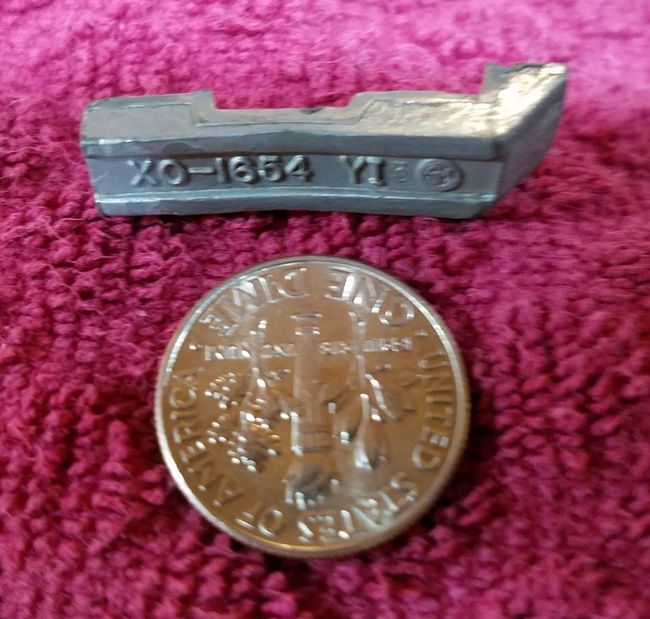 XO-1654 YI
UNITED STATES OF AMERICA
ONE DIME